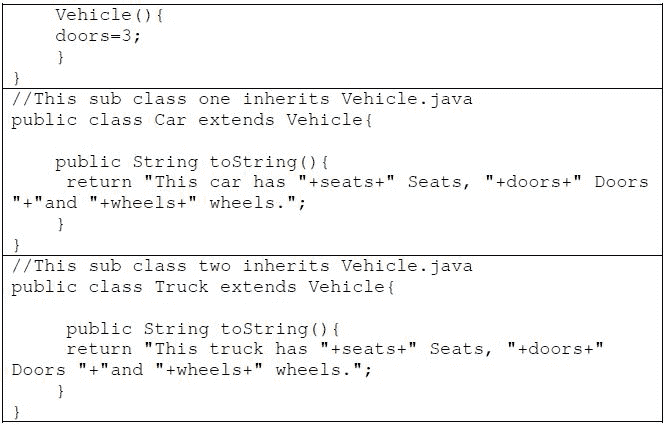 Vehicle(){
doors=3;
}
}
//This sub class one inherits Vehicle.java
public class Car extends Vehicle{
public String toString(){
return "This car has "+seats+" Seats, "+doors+" Doors
"+"and "+wheels+" wheels.";
}
}
//This sub class two inherits Vehicle.java
public class Truck extends Vehicle{
public String toString(){
return "This truck has "+seats+" Seats, "+doors+"
Doors "+"and "+wheels+" wheels.";
}
}